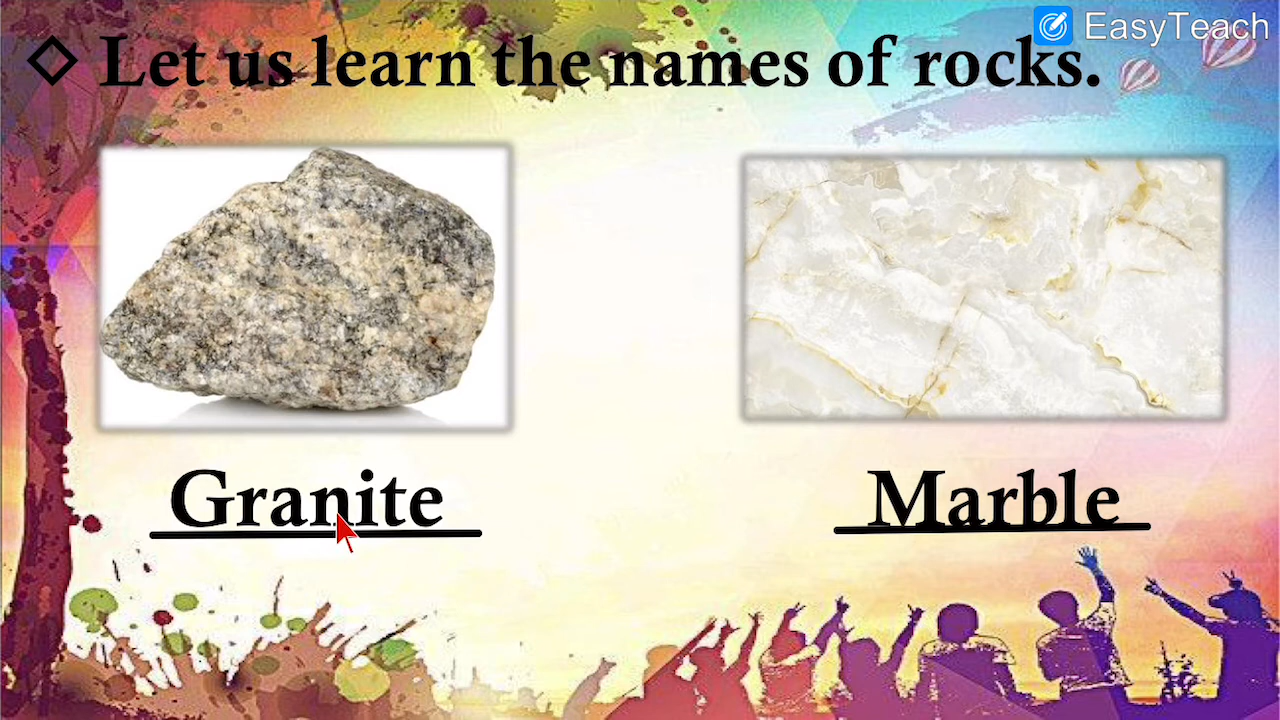 EasyTeach
◇ Let us learn the names of rocks.
Granite
Marble